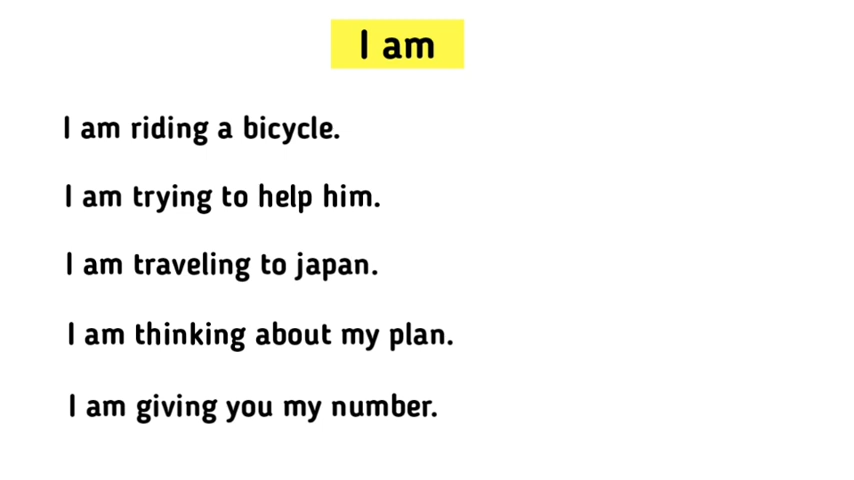 I am
I am riding a bicycle.
I am trying to help him.
I am traveling to japan.
I am thinking about my plan.
I am giving you my number.